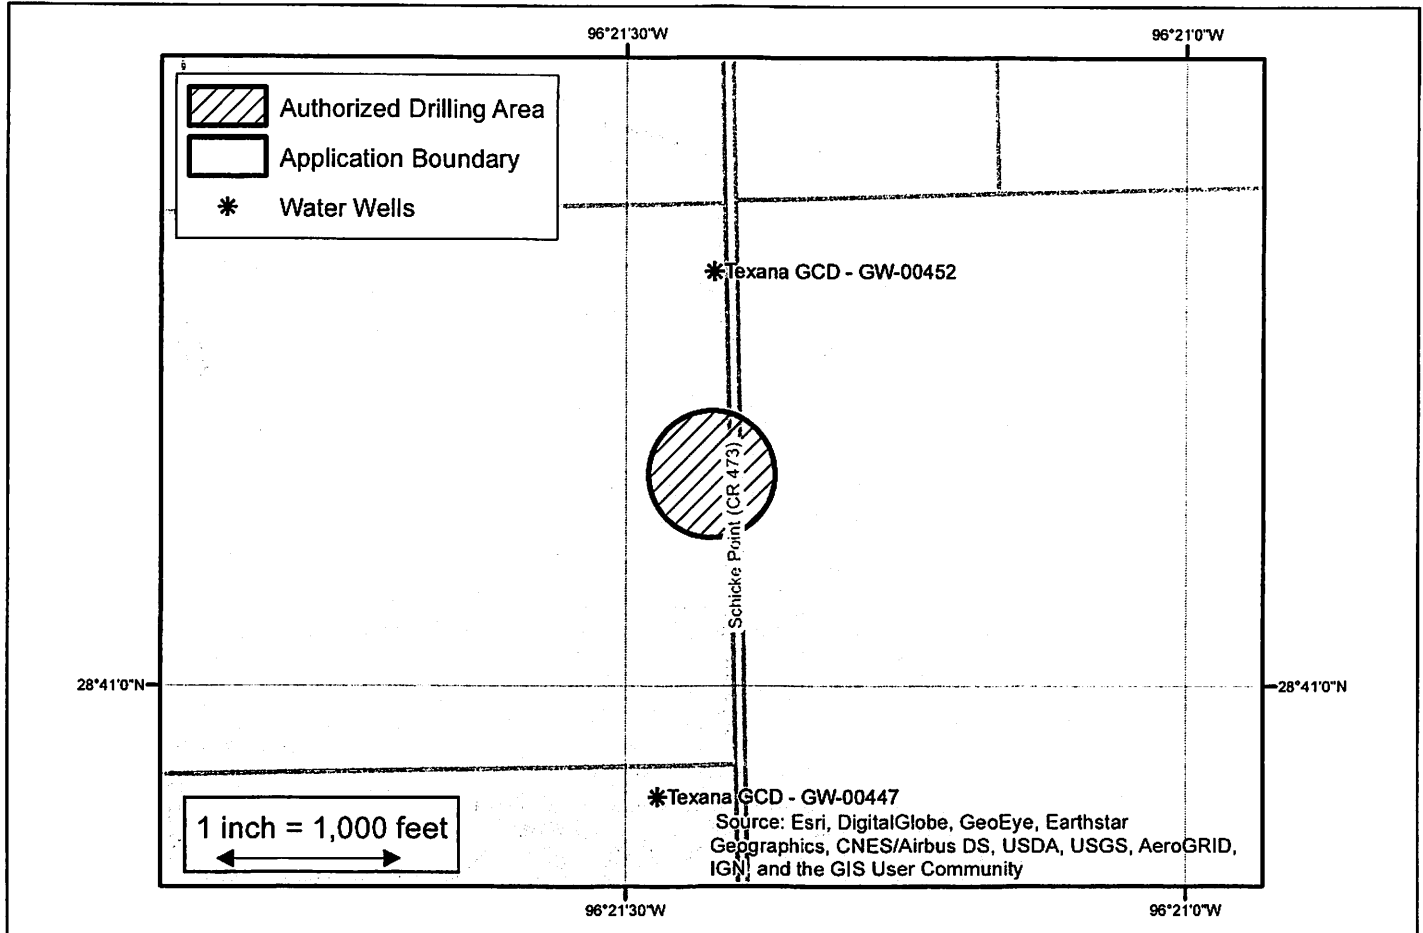 96°21'30"W
96°21'0"W
Authorized Drilling Area
Application Boundary
Water Wells
Texana GCD - GW-00452
Schicke Point (CR 473)
28°41'0"N
28°41'0"N
Texana GCD - GW-00447
1 inch = 1,000 feet
Source: Esri, DigitalGlobe, GeoEye, Earthstar
Geographics, CNES/Airbus DS, USDA, USGS, AeroGRID,
IGN, and the GIS User Community
96°21'30"W
96°21'0"W